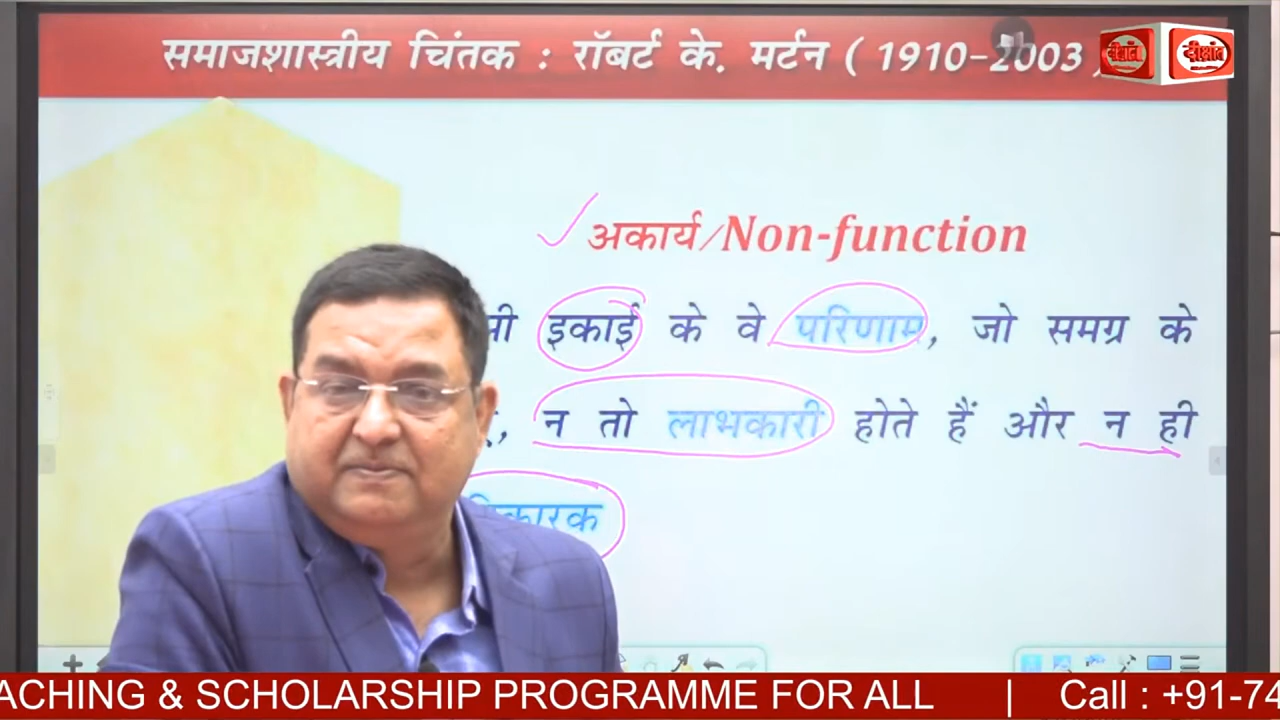 समाजशास्त्रीय चिंतक : रॉबर्ट के. मर्टन ( 1910-2003 )
दीक्षांत
अकार्य/Non-function
इकाई के वे परिणाम, जो समग्र के
न तो लाभकारी होते हैं और न ही
ACHING & SCHOLARSHIP PROGRAMME FOR ALL | Call : +91-74